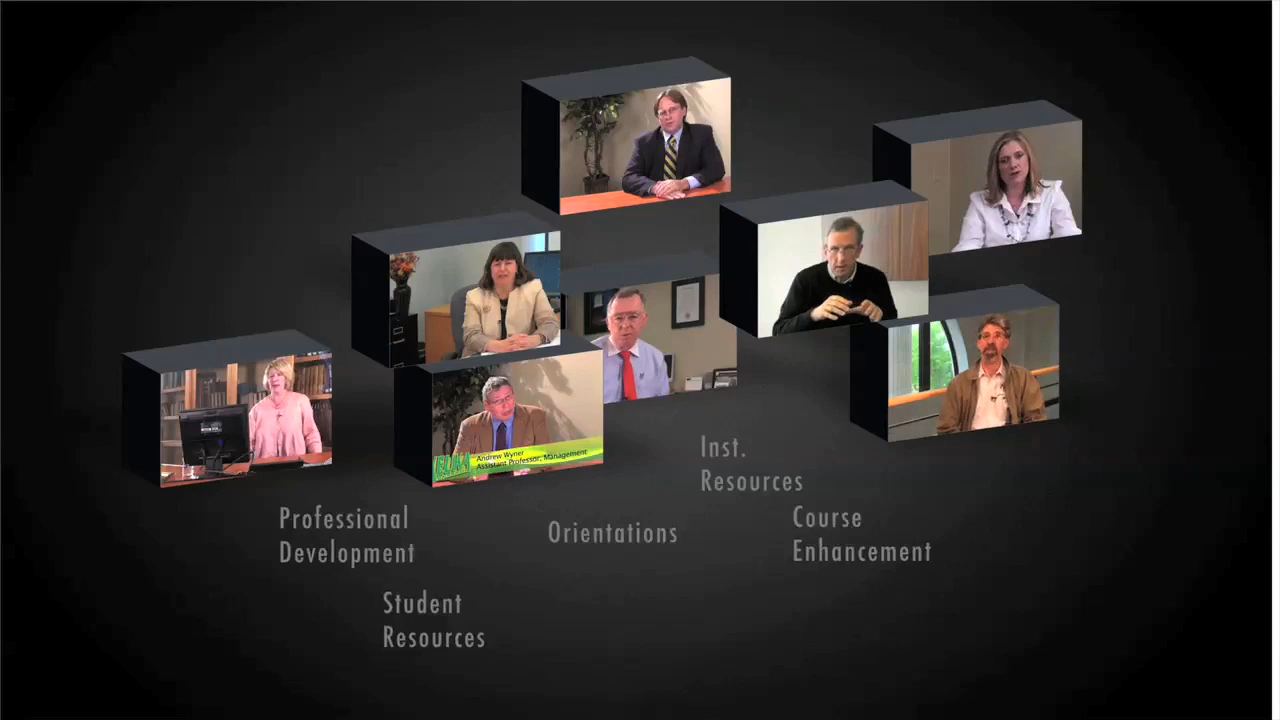 Andrew Wyner
Assistant Professor, Management
Inst.
Resources
Professional
Development
Orientations
Course
Enhancement
Student
Resources